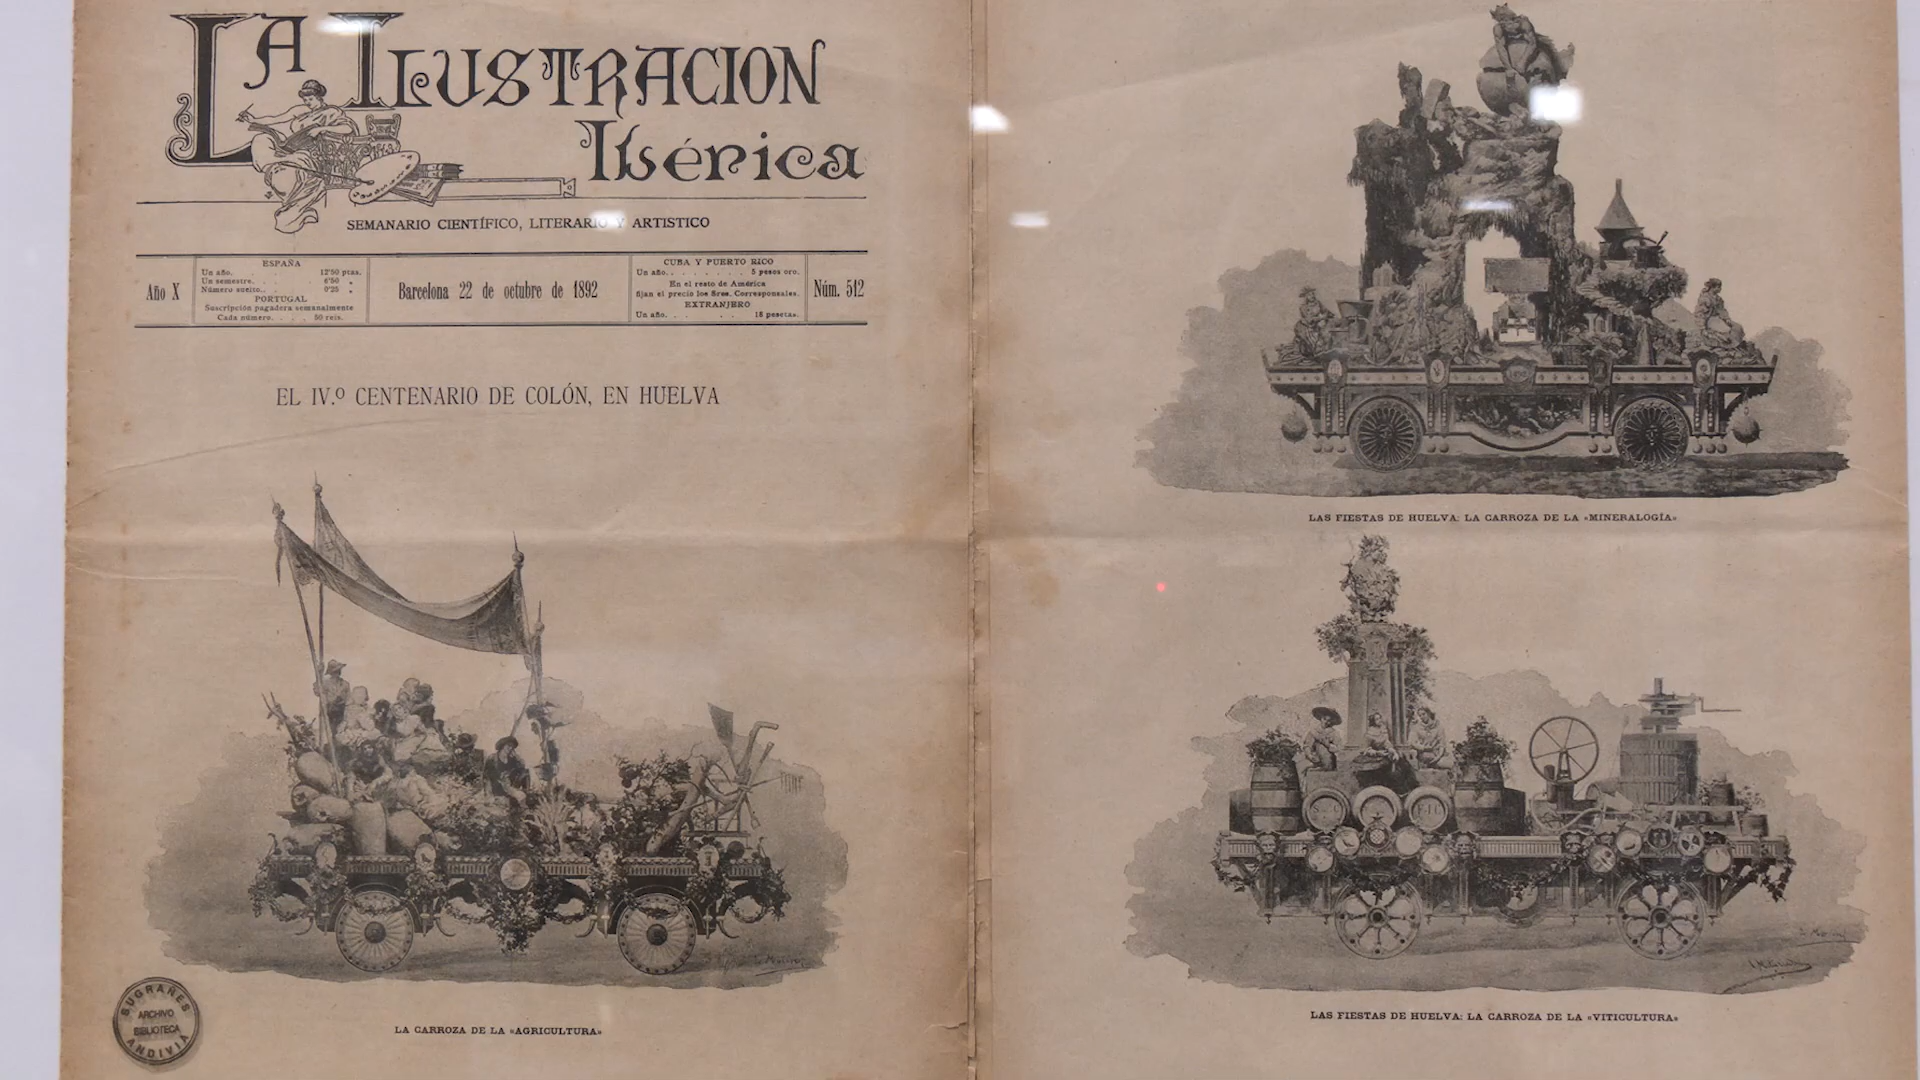 LA ILUSTRACION
Ibérica
SEMANARIO CIENTÍFICO, LITERARIO Y ARTISTICO
Año X
ESPAÑA
Un año. . . . 12'50 ptas.
Un semestre. . . . 6'50 »
Número suelto. . . . 0'25 »
PORTUGAL
Suscripción pagadera semanalmente
Cada número. . . . 50 reis.
Barcelona 22 de octubre de 1892
CUBA Y PUERTO RICO
Un año. . . . . . . . 5 pesos oro.
En el resto de América
fijan el precio los Sres. Corresponsales.
EXTRANJERO
Un año. . . . 18 pesetas.
Núm. 512
EL IV.º CENTENARIO DE COLÓN, EN HUELVA
LA CARROZA DE LA «AGRICULTURA»
SUGRAÑES
ARCHIVO
BIBLIOTECA
ANDIVIA
LAS FIESTAS DE HUELVA: LA CARROZA DE LA «MINERALOGÍA»
LAS FIESTAS DE HUELVA: LA CARROZA DE LA «VITICULTURA»